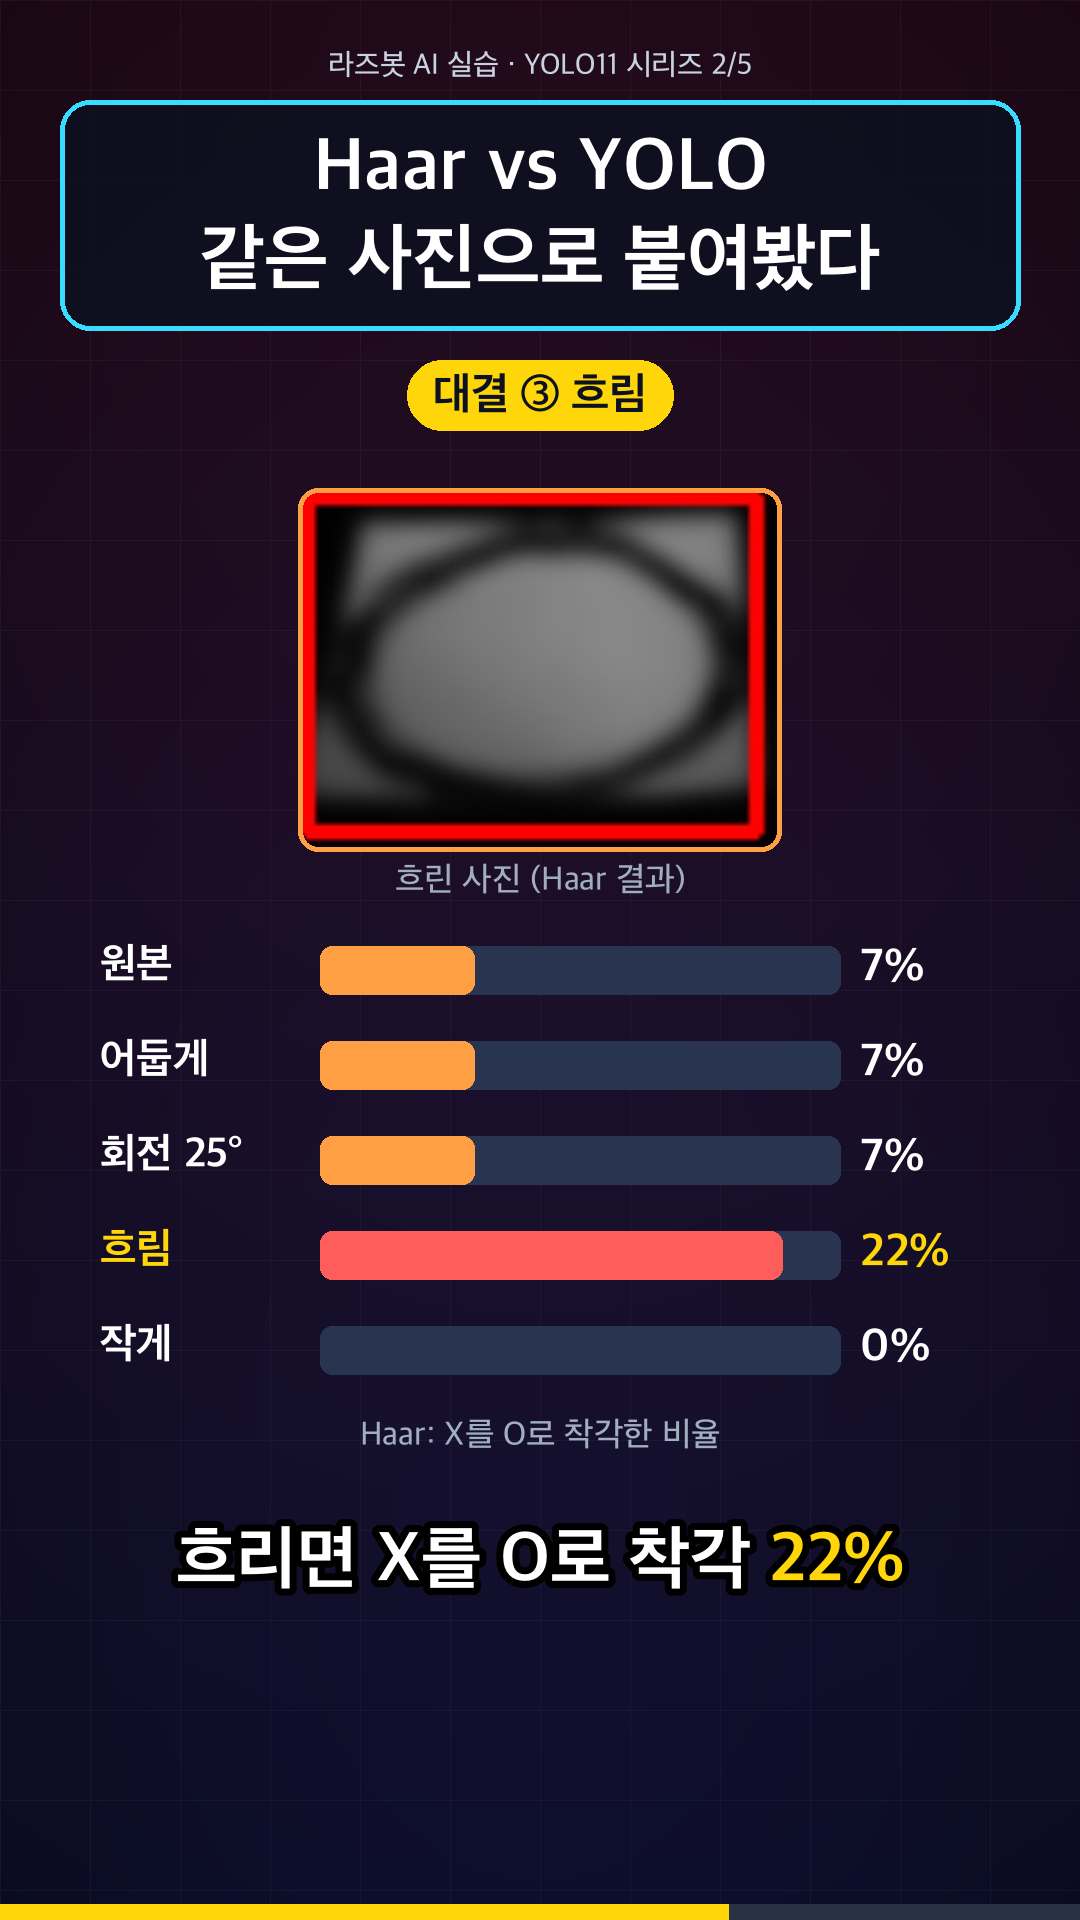 라즈봇 AI 실습 · YOLO11 시리즈 2/5
Haar vs YOLO
같은 사진으로 붙여봤다
대결 ③ 흐림
흐린 사진 (Haar 결과)
원본 7%
어둡게 7%
회전 25° 7%
흐림 22%
작게 0%
Haar: X를 O로 착각한 비율
흐리면 X를 O로 착각 22%